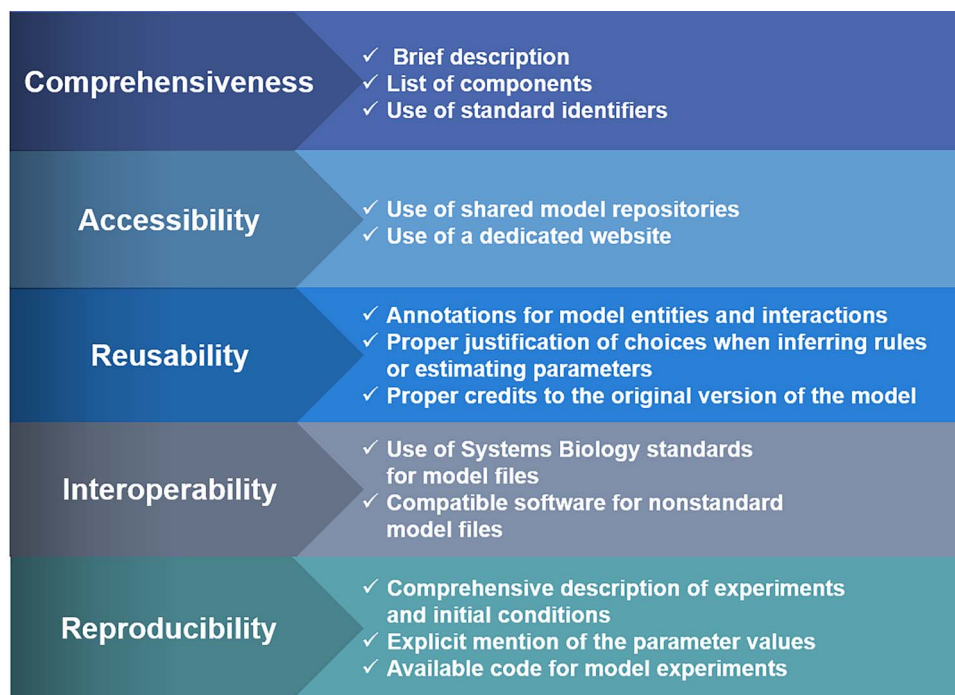 Comprehensiveness
✓ Brief description
✓ List of components
✓ Use of standard identifiers
Accessibility
✓ Use of shared model repositories
✓ Use of a dedicated website
Reusability
✓ Annotations for model entities and interactions
✓ Proper justification of choices when inferring rules
or estimating parameters
✓ Proper credits to the original version of the model
Interoperability
✓ Use of Systems Biology standards
for model files
✓ Compatible software for nonstandard
model files
Reproducibility
✓ Comprehensive description of experiments
and initial conditions
✓ Explicit mention of the parameter values
✓ Available code for model experiments